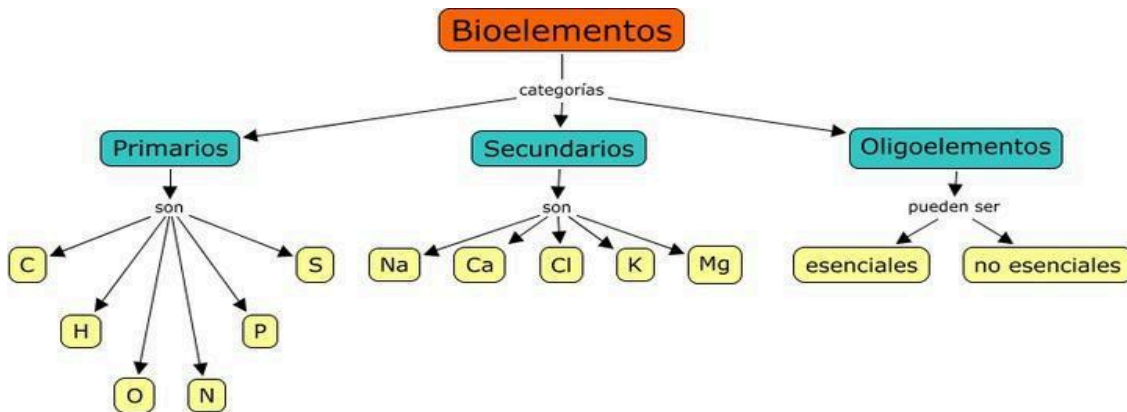 Bioelementos
categorías
Primarios
Secundarios
Oligoelementos
son
son
pueden ser
C
S
Na
Ca
Cl
K
Mg
esenciales
no esenciales
H
P
O
N